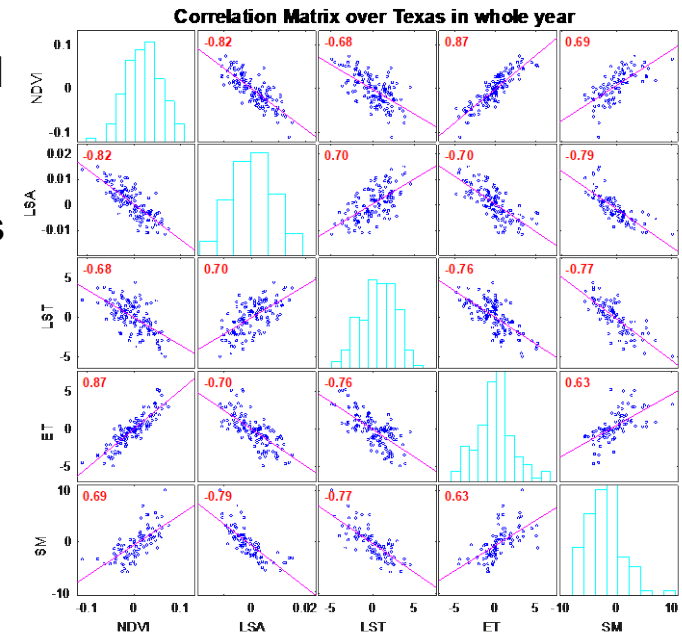 Correlation Matrix over Texas in whole year
0.1 -0.82 -0.68 0.87 0.69
NDVI
0
-0.1
0.02 -0.82 0.70 -0.70 -0.79
0.01
LSA
0
-0.01
-0.68 0.70 -0.76 -0.77
5
LST
0
-5
0.87 -0.70 -0.76 0.63
5
ET
0
-5
10 0.69 -0.79 -0.77 0.63
SM
0
-10
-0.1 0 0.1 0 0.02 -5 0 5 -5 0 5 -10 0 10
NDVI LSA LST ET SM